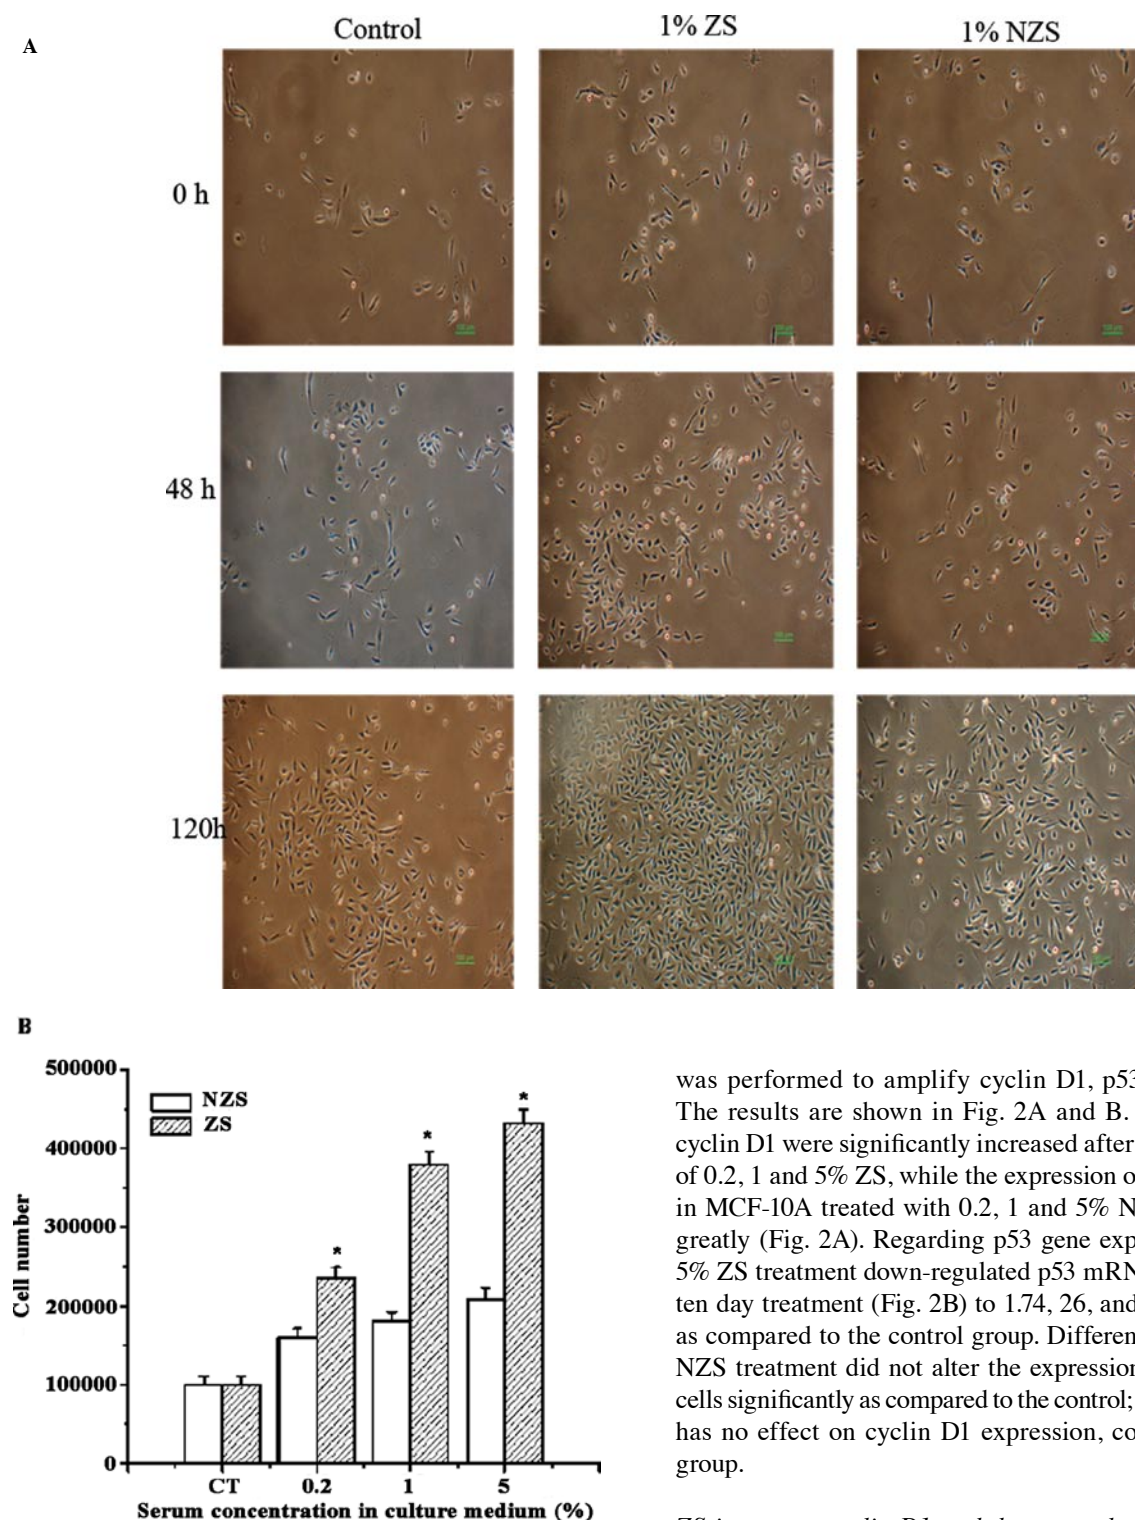 A
Control
1% ZS
1% NZS
0 h
48 h
120h
B
500000
400000
300000
200000
100000
0
Cell number
NZS
ZS
*
*
*
CT
0.2
1
5
Serum concentration in culture medium (%)
was performed to amplify cyclin D1, p53
The results are shown in Fig. 2A and B.
cyclin D1 were significantly increased after
of 0.2, 1 and 5% ZS, while the expression o
in MCF-10A treated with 0.2, 1 and 5% N
greatly (Fig. 2A). Regarding p53 gene exp
5% ZS treatment down-regulated p53 mRN
ten day treatment (Fig. 2B) to 1.74, 26, and
as compared to the control group. Differen
NZS treatment did not alter the expression
cells significantly as compared to the control;
has no effect on cyclin D1 expression, co
group.